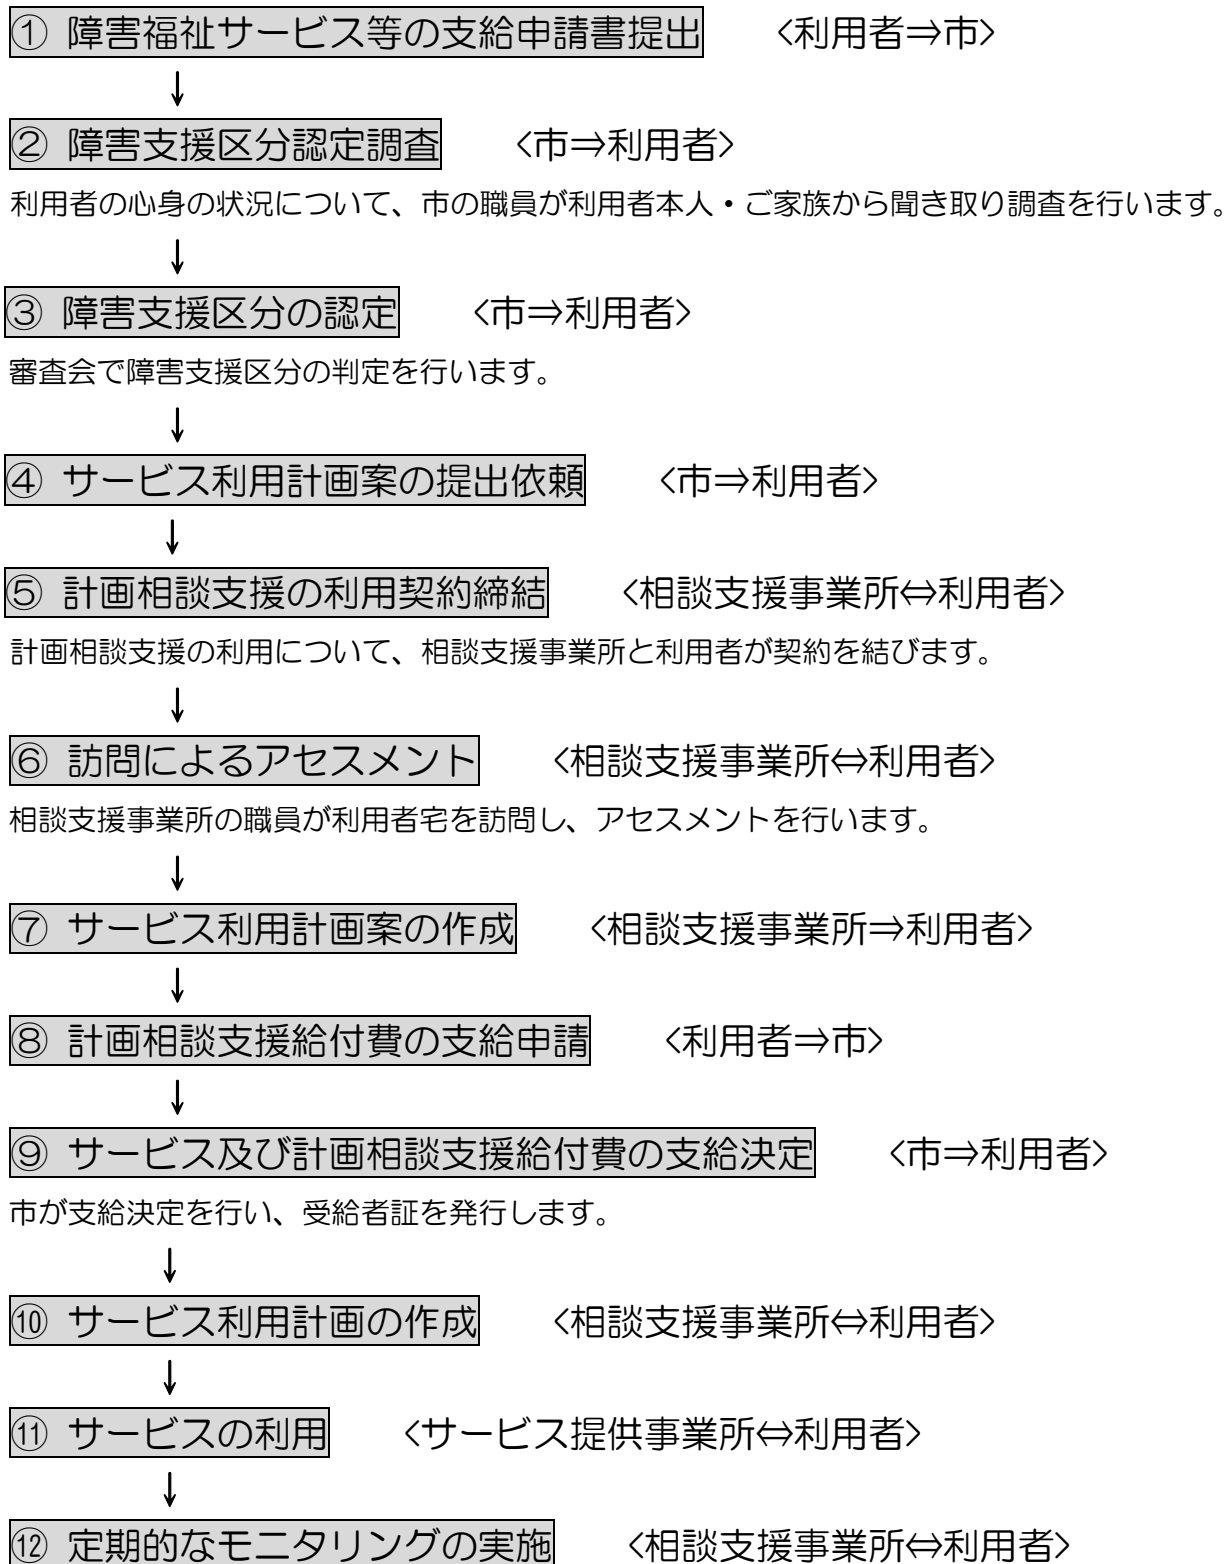 ① 障害福祉サービス等の支給申請書提出 <利用者⇒市>
↓
② 障害支援区分認定調査 <市⇒利用者>
利用者の心身の状況について、市の職員が利用者本人・ご家族から聞き取り調査を行います。
↓
③ 障害支援区分の認定 <市⇒利用者>
審査会で障害支援区分の判定を行います。
↓
④ サービス利用計画案の提出依頼 <市⇒利用者>
↓
⑤ 計画相談支援の利用契約締結 <相談支援事業所⇔利用者>
計画相談支援の利用について、相談支援事業所と利用者が契約を結びます。
↓
⑥ 訪問によるアセスメント <相談支援事業所⇔利用者>
相談支援事業所の職員が利用者宅を訪問し、アセスメントを行います。
↓
⑦ サービス利用計画案の作成 <相談支援事業所⇒利用者>
↓
⑧ 計画相談支援給付費の支給申請 <利用者⇒市>
↓
⑨ サービス及び計画相談支援給付費の支給決定 <市⇒利用者>
市が支給決定を行い、受給者証を発行します。
↓
⑩ サービス利用計画の作成 <相談支援事業所⇔利用者>
↓
⑪ サービスの利用 <サービス提供事業所⇔利用者>
↓
⑫ 定期的なモニタリングの実施 <相談支援事業所⇔利用者>